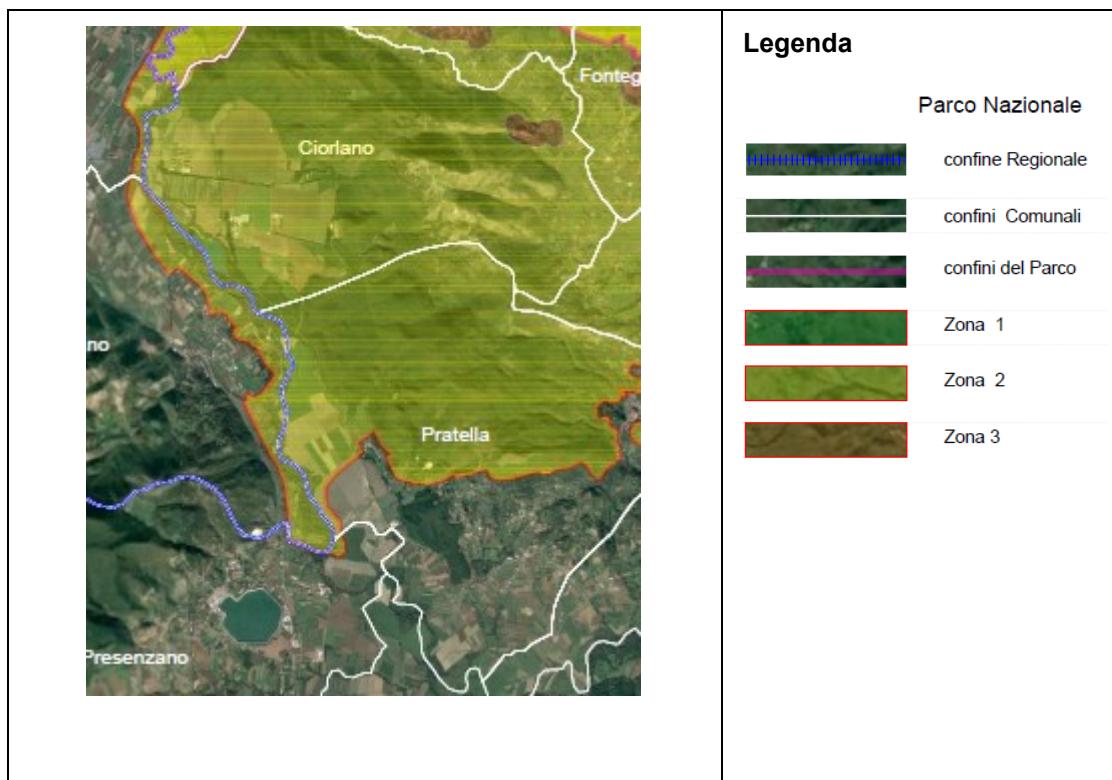 Fonteg
Ciorlano
no
Pratella
Presenzano
Legenda
Parco Nazionale
confine Regionale
confini Comunali
confini del Parco
Zona 1
Zona 2
Zona 3